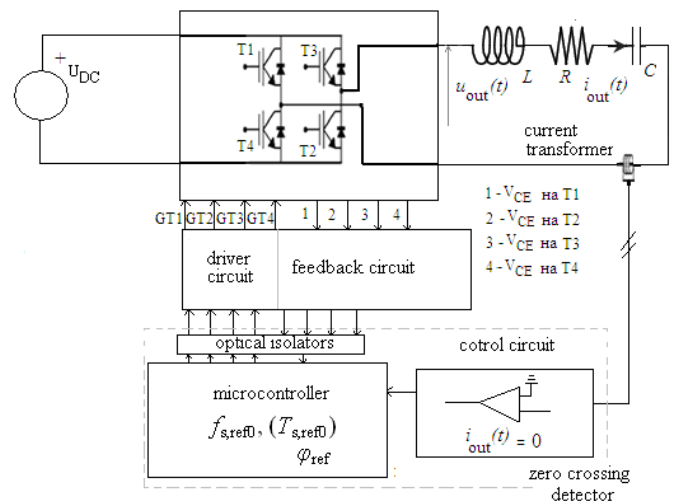 +
U_DC
T1
T3
T4
T2
u_out(t)
L
R
i_out(t)
C
current
transformer
GT1 GT2 GT3 GT4
1 2 3 4
1 - V_CE на T1
2 - V_CE на T2
3 - V_CE на T3
4 - V_CE на T4
driver
circuit
feedback circuit
optical isolators
cotrol circuit
microcontroller
f_s,ref0, (T_s,ref0)
φ_ref
i_out(t) = 0
zero crossing
detector